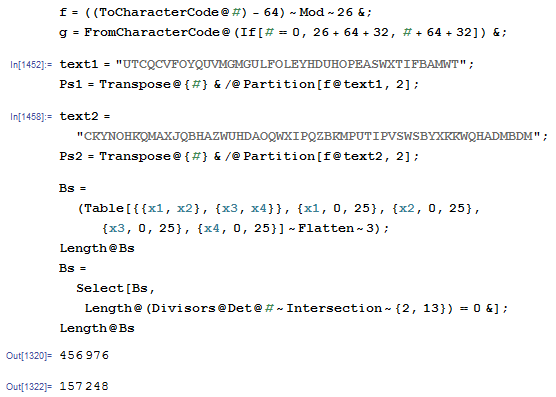 f = ((ToCharacterCode@#) - 64) ~ Mod ~ 26 &;
g = FromCharacterCode@(If[# == 0, 26 + 64 + 32, # + 64 + 32]) &;
In[1452]:= text1 = "UTCQCVFOYQUVMGMGULFOLEYHDUHOPEASWXTIFBAMWT";
Ps1 = Transpose@{#} & /@ Partition[f@text1, 2];
In[1458]:= text2 =
"CKYNOHKQMAXJQBHAZWUHDAOQWXIPQZBKMPUTIPVSWSBYXKKWQHADMBDM";
Ps2 = Transpose@{#} & /@ Partition[f@text2, 2];
Bs =
(Table[{{x1, x2}, {x3, x4}}, {x1, 0, 25}, {x2, 0, 25},
{x3, 0, 25}, {x4, 0, 25}] ~ Flatten ~ 3);
Length@Bs
Bs =
Select[Bs,
Length@(Divisors@Det@# ~ Intersection ~ {2, 13}) == 0 &];
Length@Bs
Out[1320]= 456976
Out[1322]= 157248